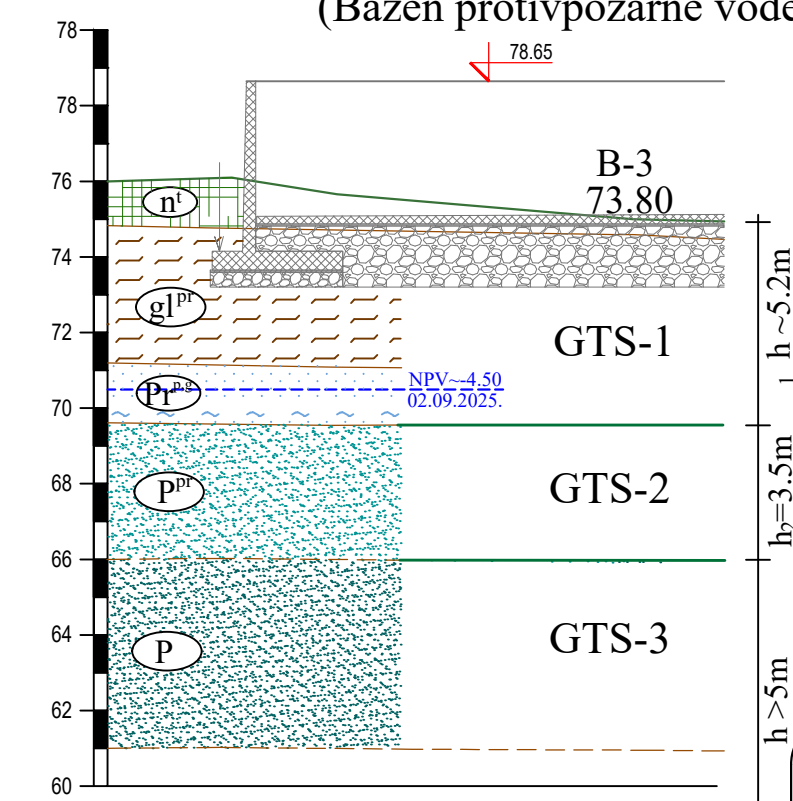 (Bazen protivpožarne vode
78
78.65
78
B-3
76
73.80
n^t
74
gl^pr
72
GTS-1
h ~5.2m
1
NPV~-4.50
Pr^p,g
02.09.2025.
70
68
P^pr
GTS-2
h₂=3.5m
66
64
P
GTS-3
h >5m
62
60